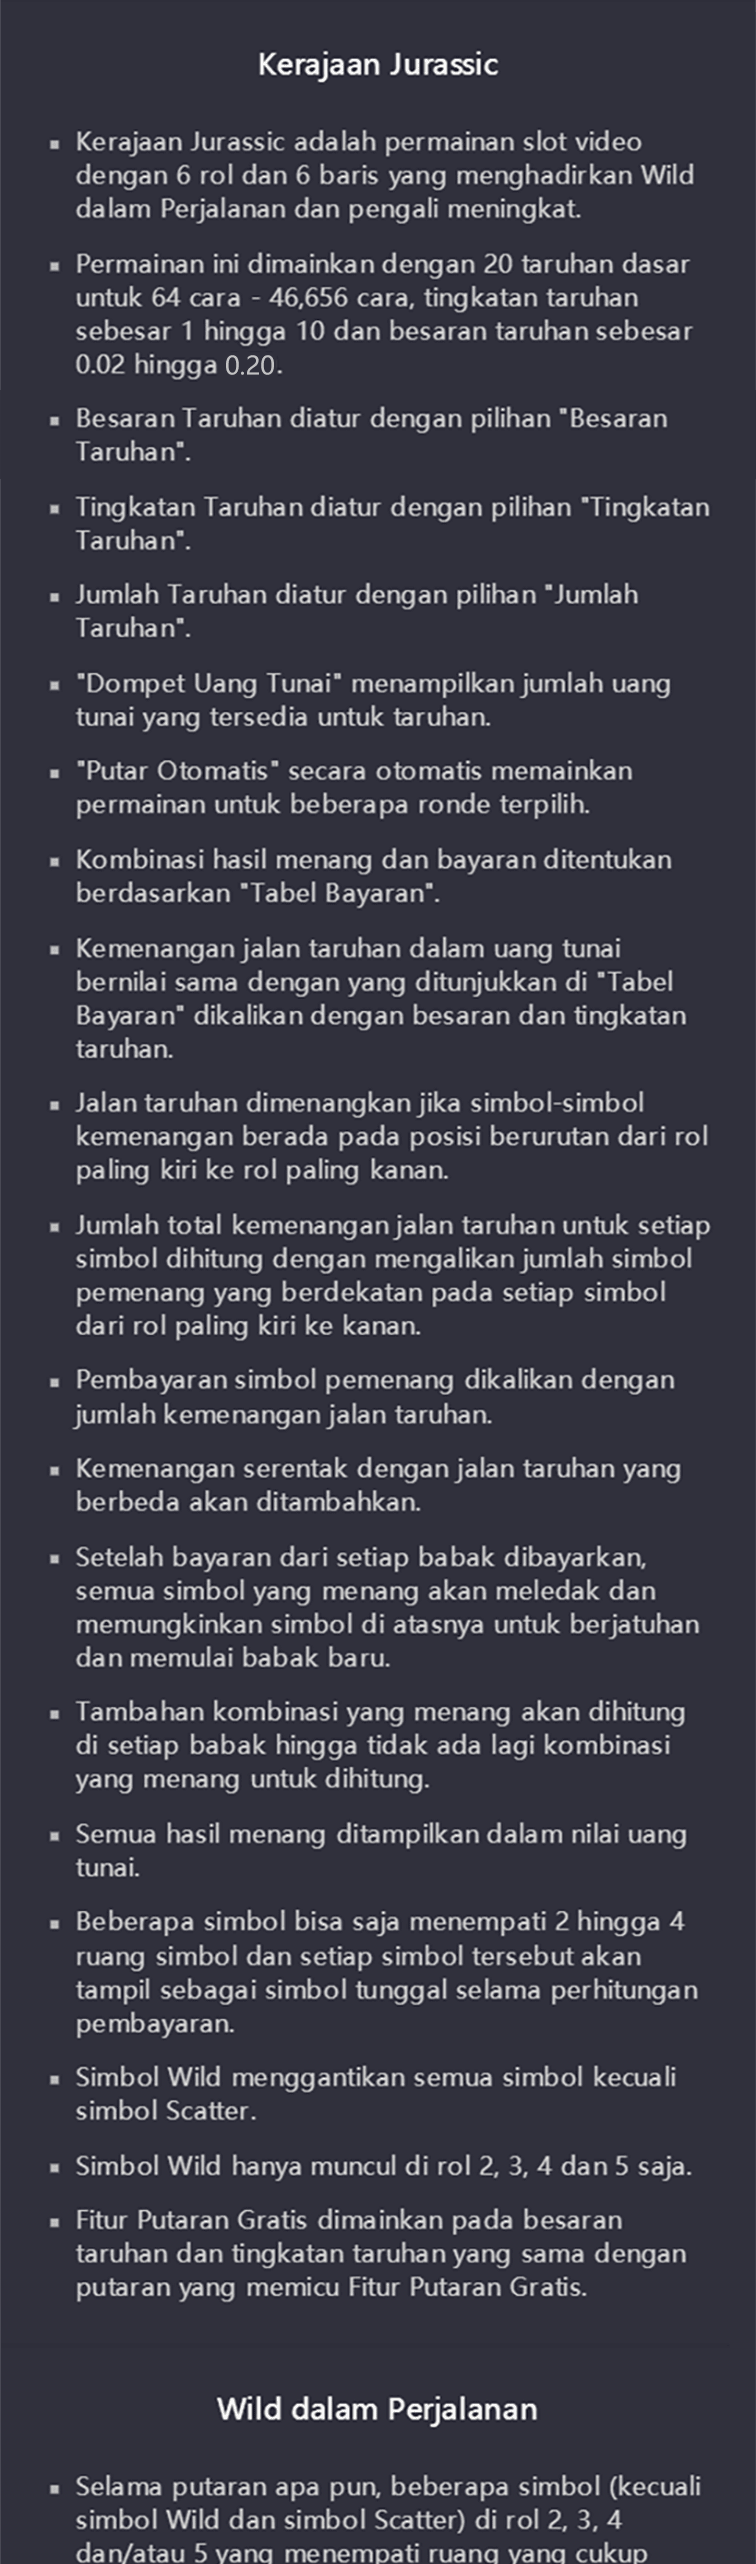 Kerajaan Jurassic
▪ Kerajaan Jurassic adalah permainan slot video
dengan 6 rol dan 6 baris yang menghadirkan Wild
dalam Perjalanan dan pengali meningkat.
▪ Permainan ini dimainkan dengan 20 taruhan dasar
untuk 64 cara - 46,656 cara, tingkatan taruhan
sebesar 1 hingga 10 dan besaran taruhan sebesar
0.02 hingga 0.20.
▪ Besaran Taruhan diatur dengan pilihan "Besaran
Taruhan".
▪ Tingkatan Taruhan diatur dengan pilihan "Tingkatan
Taruhan".
▪ Jumlah Taruhan diatur dengan pilihan "Jumlah
Taruhan".
▪ "Dompet Uang Tunai" menampilkan jumlah uang
tunai yang tersedia untuk taruhan.
▪ "Putar Otomatis" secara otomatis memainkan
permainan untuk beberapa ronde terpilih.
▪ Kombinasi hasil menang dan bayaran ditentukan
berdasarkan "Tabel Bayaran".
▪ Kemenangan jalan taruhan dalam uang tunai
bernilai sama dengan yang ditunjukkan di "Tabel
Bayaran" dikalikan dengan besaran dan tingkatan
taruhan.
▪ Jalan taruhan dimenangkan jika simbol-simbol
kemenangan berada pada posisi berurutan dari rol
paling kiri ke rol paling kanan.
▪ Jumlah total kemenangan jalan taruhan untuk setiap
simbol dihitung dengan mengalikan jumlah simbol
pemenang yang berdekatan pada setiap simbol
dari rol paling kiri ke kanan.
▪ Pembayaran simbol pemenang dikalikan dengan
jumlah kemenangan jalan taruhan.
▪ Kemenangan serentak dengan jalan taruhan yang
berbeda akan ditambahkan.
▪ Setelah bayaran dari setiap babak dibayarkan,
semua simbol yang menang akan meledak dan
memungkinkan simbol di atasnya untuk berjatuhan
dan memulai babak baru.
▪ Tambahan kombinasi yang menang akan dihitung
di setiap babak hingga tidak ada lagi kombinasi
yang menang untuk dihitung.
▪ Semua hasil menang ditampilkan dalam nilai uang
tunai.
▪ Beberapa simbol bisa saja menempati 2 hingga 4
ruang simbol dan setiap simbol tersebut akan
tampil sebagai simbol tunggal selama perhitungan
pembayaran.
▪ Simbol Wild menggantikan semua simbol kecuali
simbol Scatter.
▪ Simbol Wild hanya muncul di rol 2, 3, 4 dan 5 saja.
▪ Fitur Putaran Gratis dimainkan pada besaran
taruhan dan tingkatan taruhan yang sama dengan
putaran yang memicu Fitur Putaran Gratis.
Wild dalam Perjalanan
▪ Selama putaran apa pun, beberapa simbol (kecuali
simbol Wild dan simbol Scatter) di rol 2, 3, 4
dan/atau 5 yang menempati ruang yang cukup